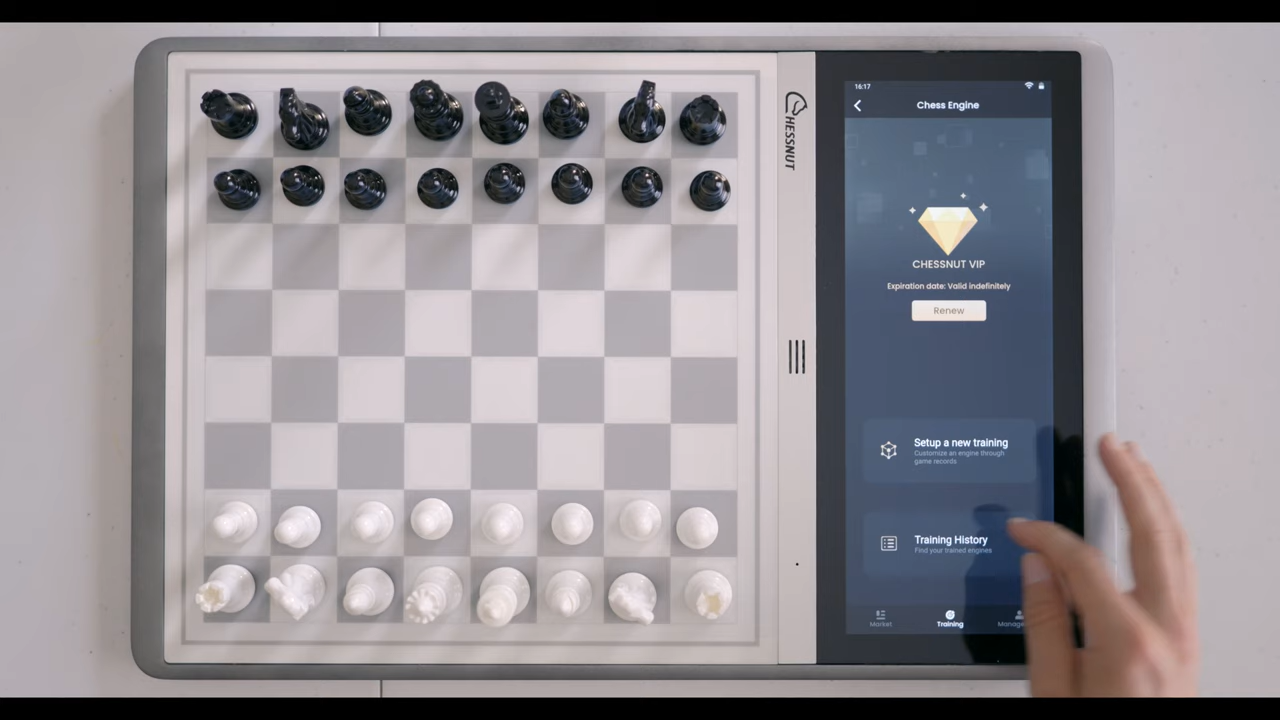 CHESSNUT
16:17
Chess Engine
CHESSNUT VIP
Expiration date: Valid indefinitely
Renew
Setup a new training
Customize an engine through
game records
Training History
Find your trained engines
Market
Training